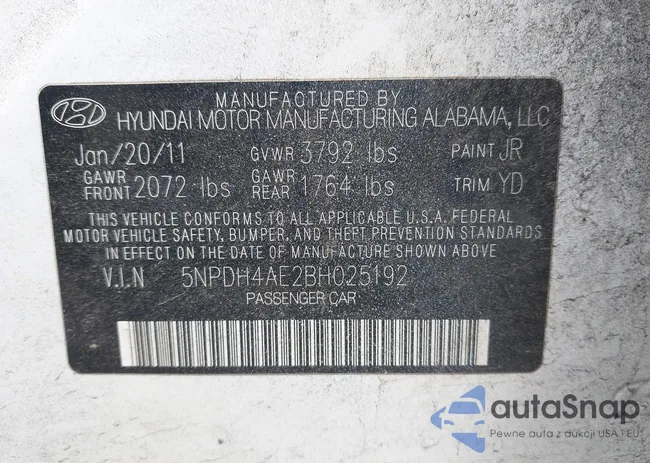 MANUFACTURED BY
HYUNDAI MOTOR MANUFACTURING ALABAMA, LLC
Jan/20/11 GVWR 3792 lbs PAINT JR
GAWR FRONT 2072 lbs GAWR REAR 1764 lbs TRIM YD
THIS VEHICLE CONFORMS TO ALL APPLICABLE U.S.A. FEDERAL
MOTOR VEHICLE SAFETY, BUMPER, AND THEFT PREVENTION STANDARDS
IN EFFECT ON THE DATE OF MANUFACTURE SHOWN ABOVE
V.I.N 5NPDH4AE2BH025192
PASSENGER CAR
autaSnap
Pewne auta z aukcji USA i EU